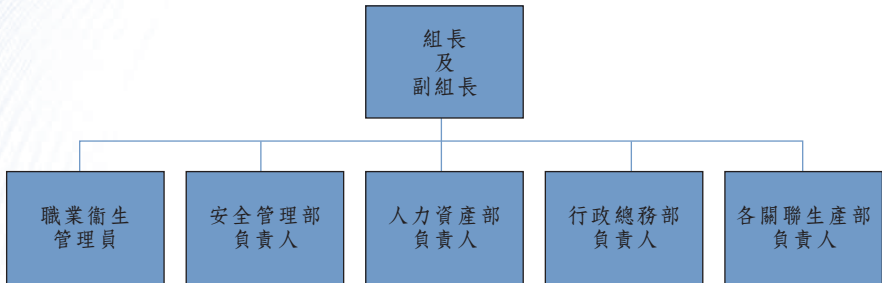 組長
及
副組長
職業衞生
管理員
安全管理部
負責人
人力資產部
負責人
行政總務部
負責人
各關聯生產部
負責人